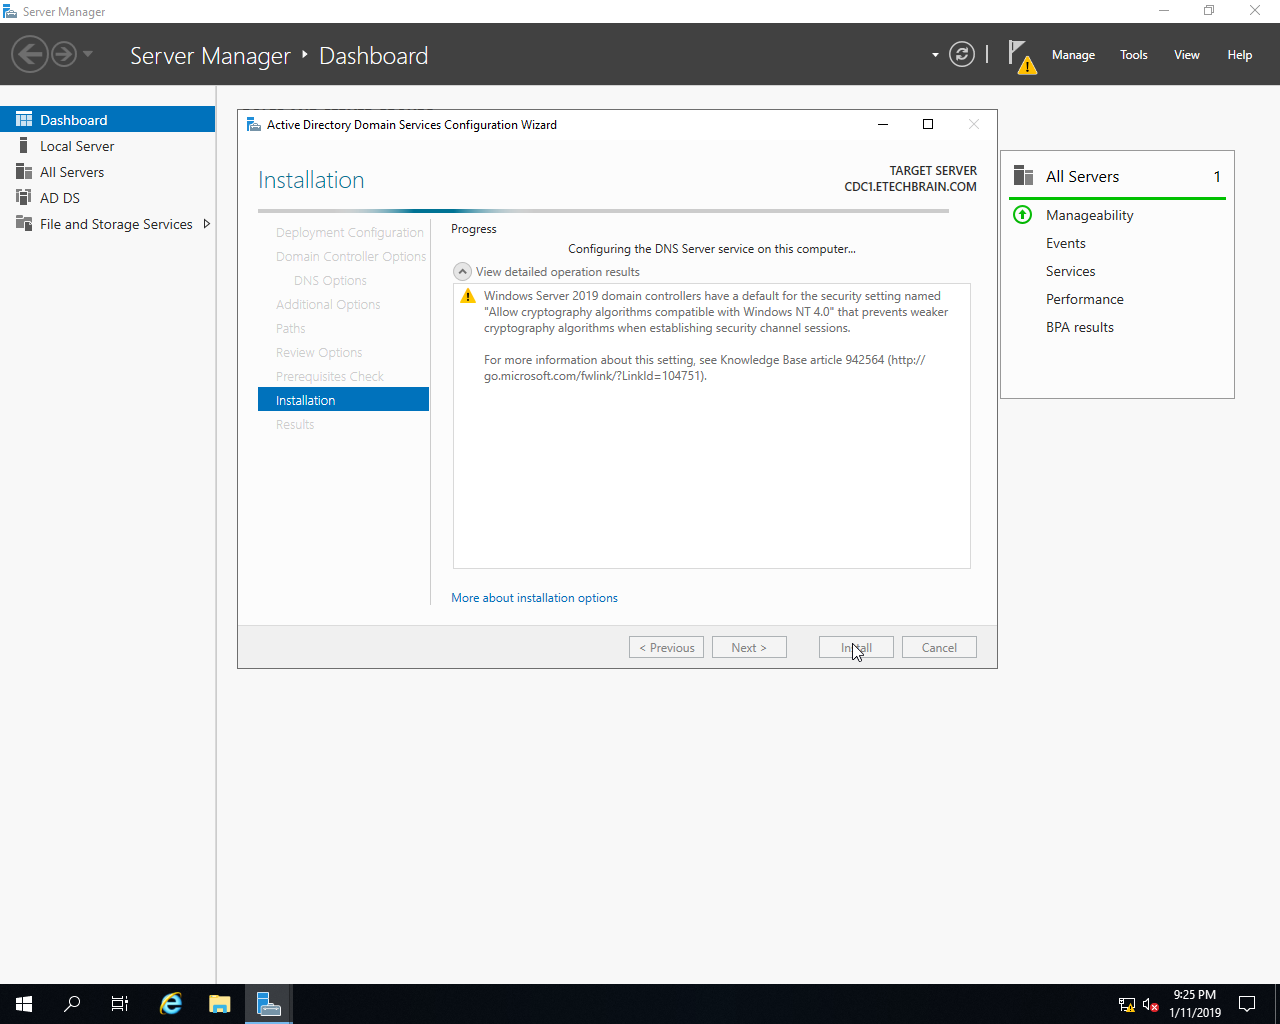 Server Manager
Server Manager ‣ Dashboard
Manage
Tools
View
Help
Dashboard
Local Server
All Servers
AD DS
File and Storage Services
Active Directory Domain Services Configuration Wizard
Installation
TARGET SERVER
CDC1.ETECHBRAIN.COM
Deployment Configuration
Domain Controller Options
DNS Options
Additional Options
Paths
Review Options
Prerequisites Check
Installation
Results
Progress
Configuring the DNS Server service on this computer...
View detailed operation results
Windows Server 2019 domain controllers have a default for the security setting named
"Allow cryptography algorithms compatible with Windows NT 4.0" that prevents weaker
cryptography algorithms when establishing security channel sessions.
For more information about this setting, see Knowledge Base article 942564 (http://
go.microsoft.com/fwlink/?LinkId=104751).
More about installation options
< Previous
Next >
Install
Cancel
All Servers
1
Manageability
Events
Services
Performance
BPA results
9:25 PM
1/11/2019